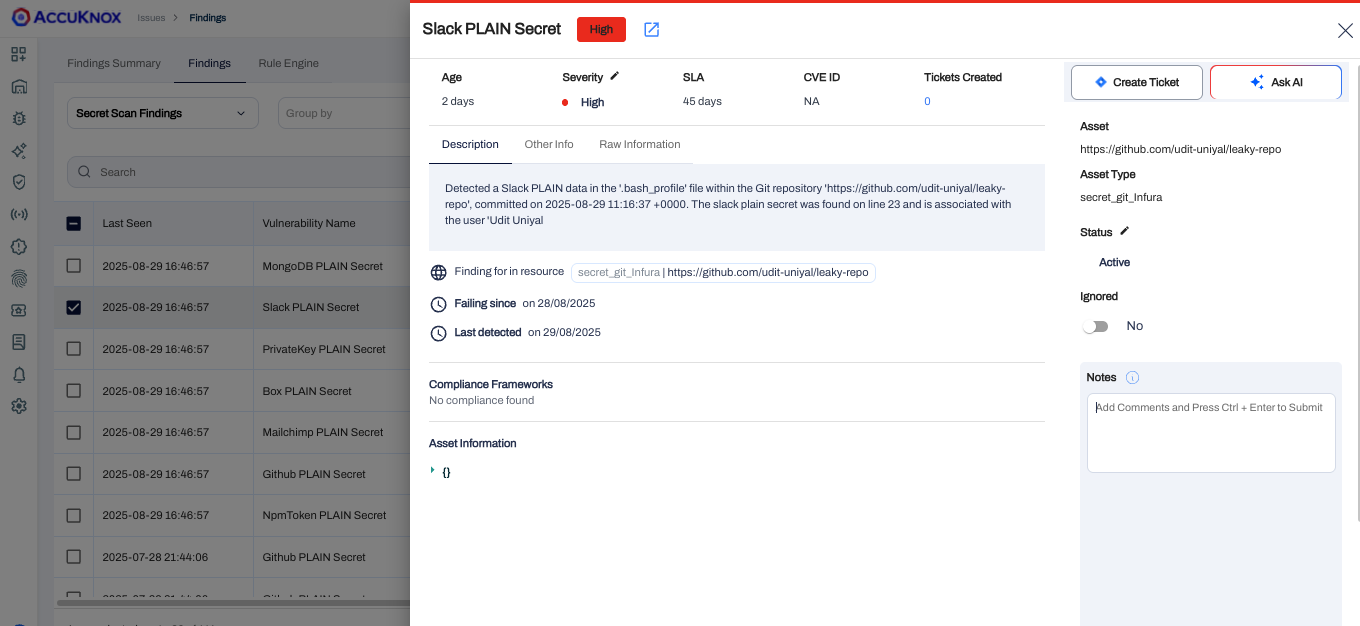 ACCUKNOX
Issues > Findings
Findings Summary
Findings
Rule Engine
Secret Scan Findings
Group by
Search
Last Seen
Vulnerability Name
2025-08-29 16:46:57
MongoDB PLAIN Secret
2025-08-29 16:46:57
Slack PLAIN Secret
2025-08-29 16:46:57
PrivateKey PLAIN Secret
2025-08-29 16:46:57
Box PLAIN Secret
2025-08-29 16:46:57
Mailchimp PLAIN Secret
2025-08-29 16:46:57
Github PLAIN Secret
2025-08-29 16:46:57
NpmToken PLAIN Secret
2025-07-28 21:44:06
Github PLAIN Secret
Slack PLAIN Secret
High
Age
Severity
SLA
CVE ID
Tickets Created
2 days
High
45 days
NA
0
Description
Other Info
Raw Information
Detected a Slack PLAIN data in the '.bash_profile' file within the Git repository 'https://github.com/udit-uniyal/leaky-
repo', committed on 2025-08-29 11:16:37 +0000. The slack plain secret was found on line 23 and is associated with
the user 'Udit Uniyal
Finding for in resource secret_git_Infura | https://github.com/udit-uniyal/leaky-repo
Failing since on 28/08/2025
Last detected on 29/08/2025
Compliance Frameworks
No compliance found
Asset Information
{}
Create Ticket
Ask AI
Asset
https://github.com/udit-uniyal/leaky-repo
Asset Type
secret_git_Infura
Status
Active
Ignored
No
Notes
Add Comments and Press Ctrl + Enter to Submit